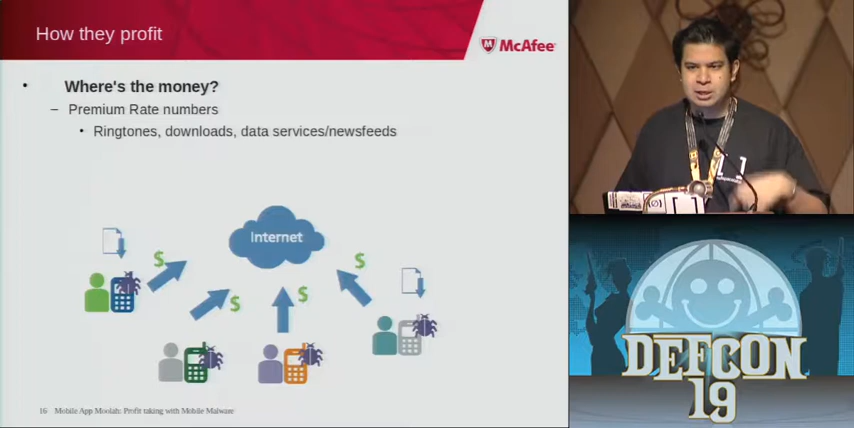 How they profit
McAfee
Where's the money?
Premium Rate numbers
Ringtones, downloads, data services/newsfeeds
Internet
$
$
$
$
16 Mobile App Moolah: Profit taking with Mobile Malware
DEFCON
19